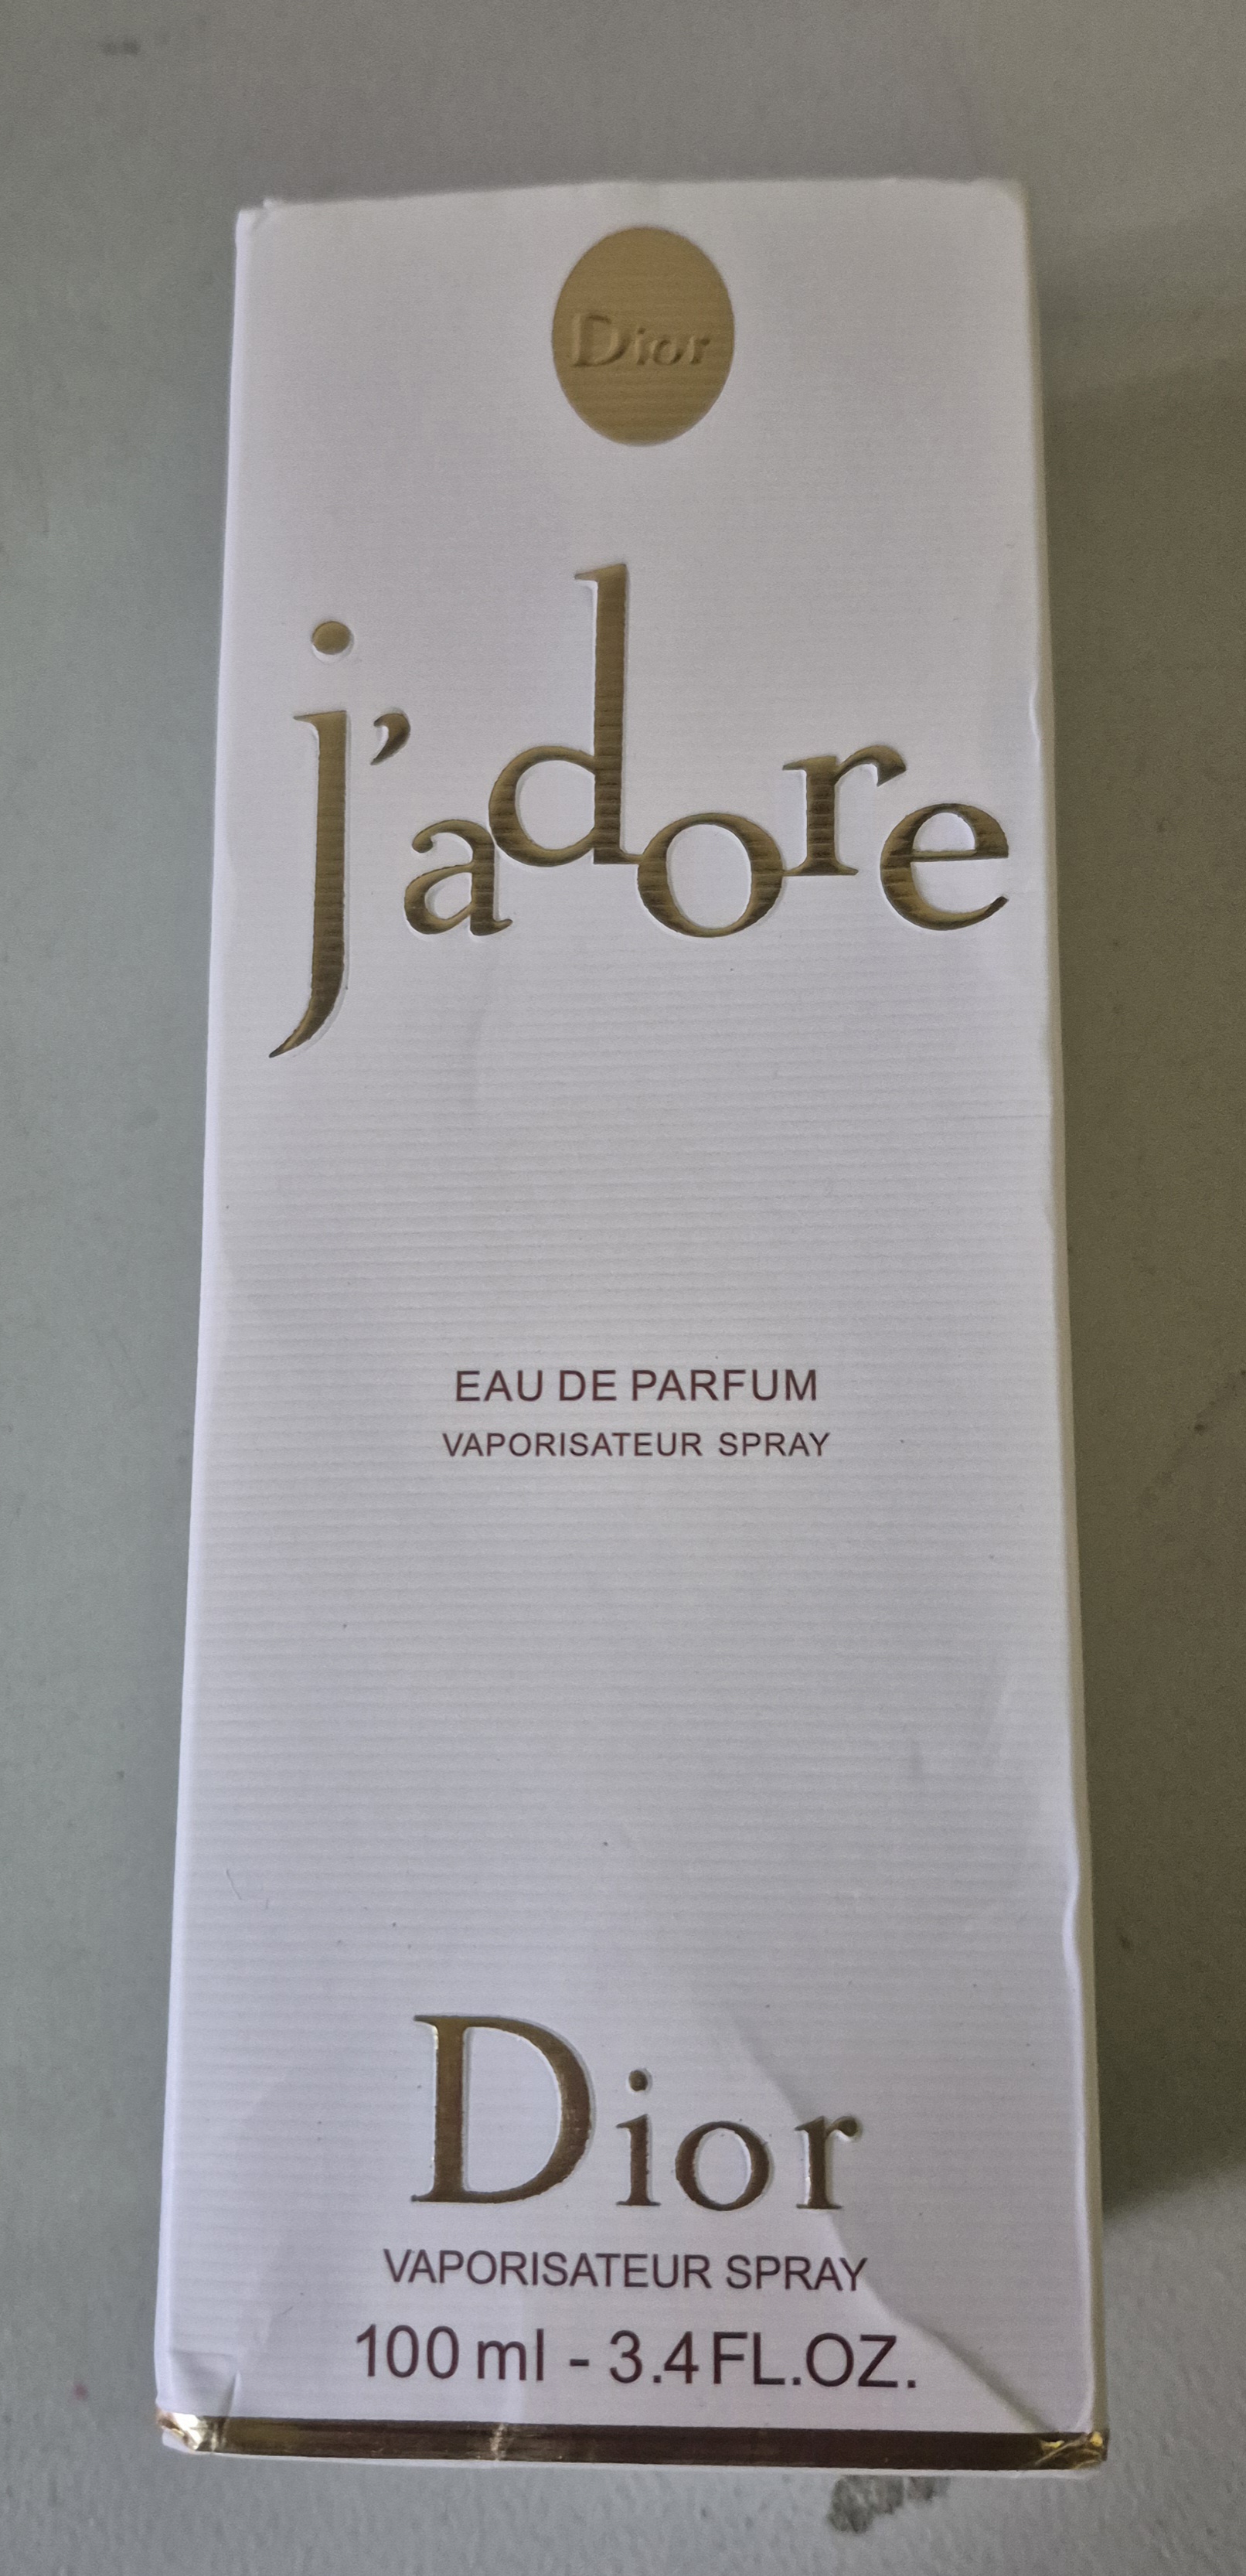 Dior
j'adore
EAU DE PARFUM
VAPORISATEUR SPRAY
Dior
VAPORISATEUR SPRAY
100 ml - 3.4 FL.OZ.